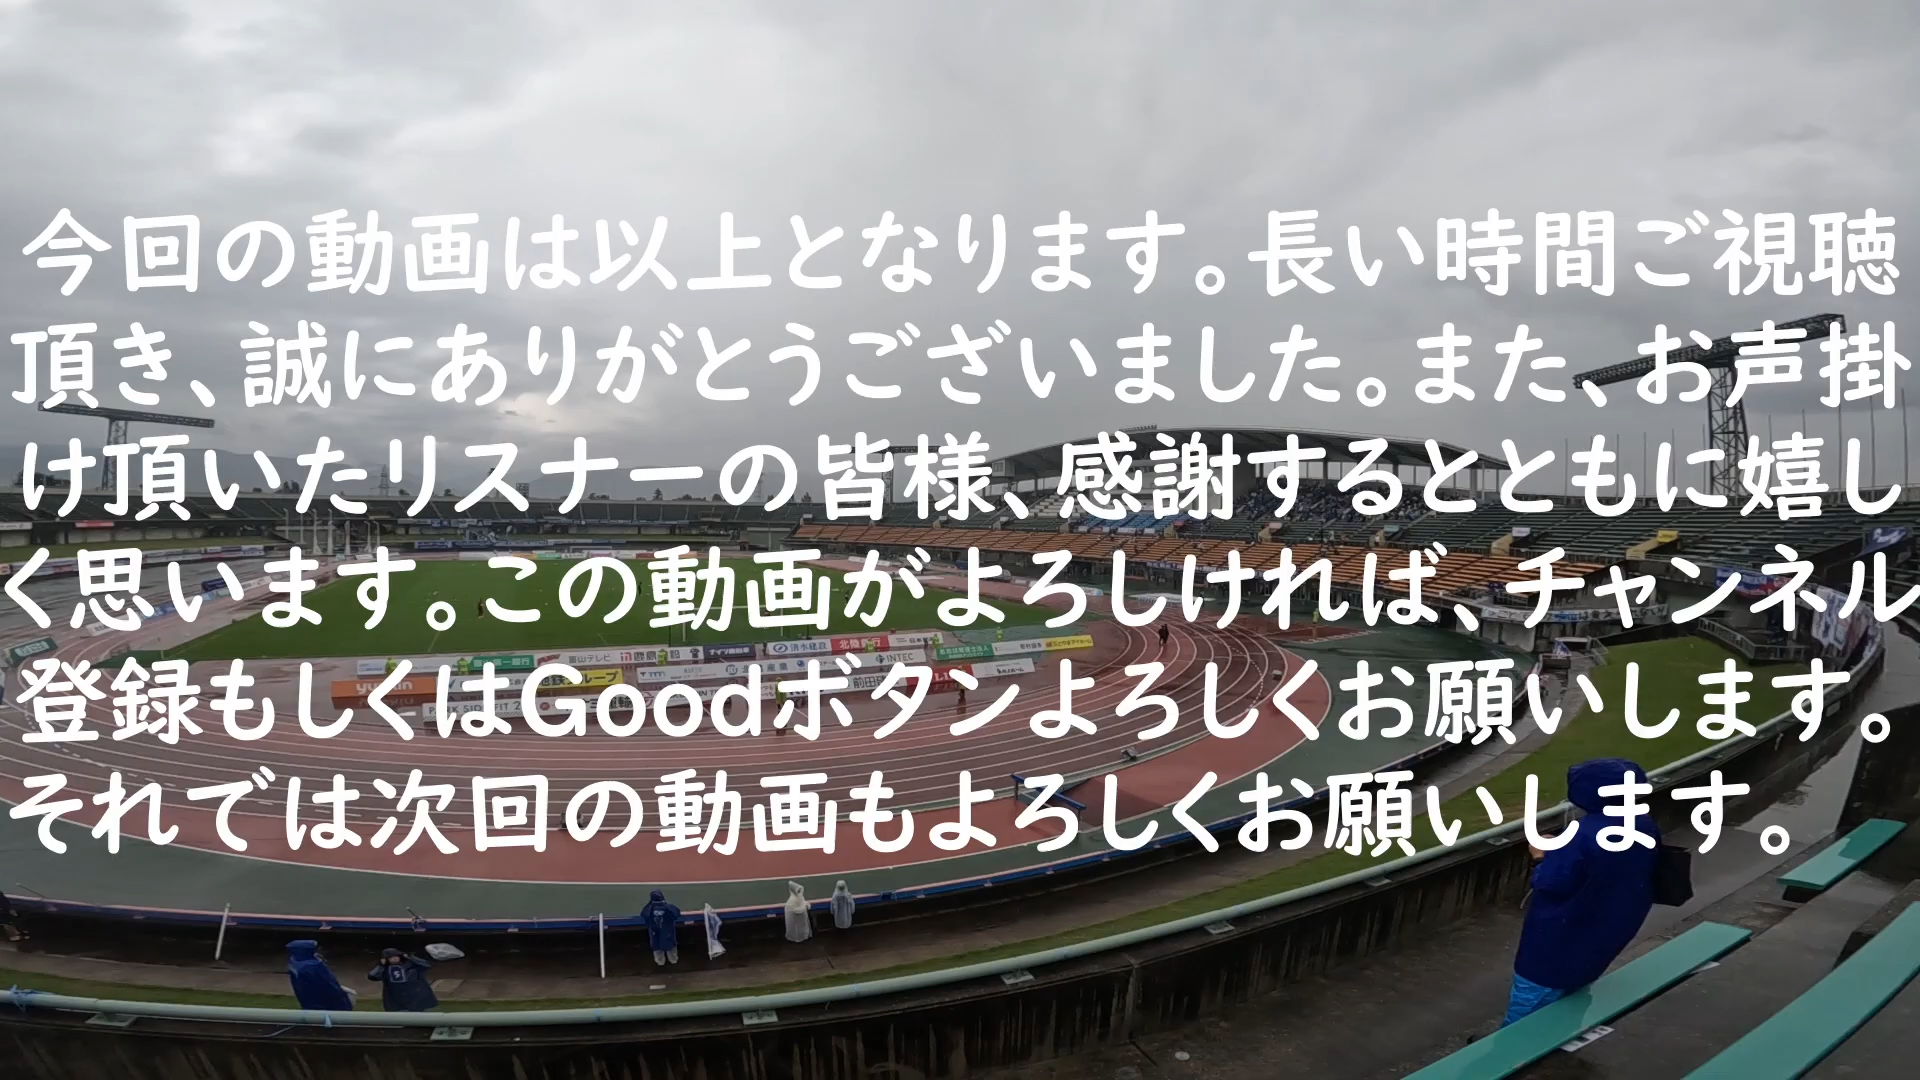 今回の動画は以上となります。長い時間ご視聴
頂き、誠にありがとうございました。また、お声掛
け頂いたリスナーの皆様、感謝するとともに嬉し
く思います。この動画がよろしければ、チャンネル
登録もしくはGoodボタンよろしくお願いします。
それでは次回の動画もよろしくお願いします。
富山テレビ
INTEC